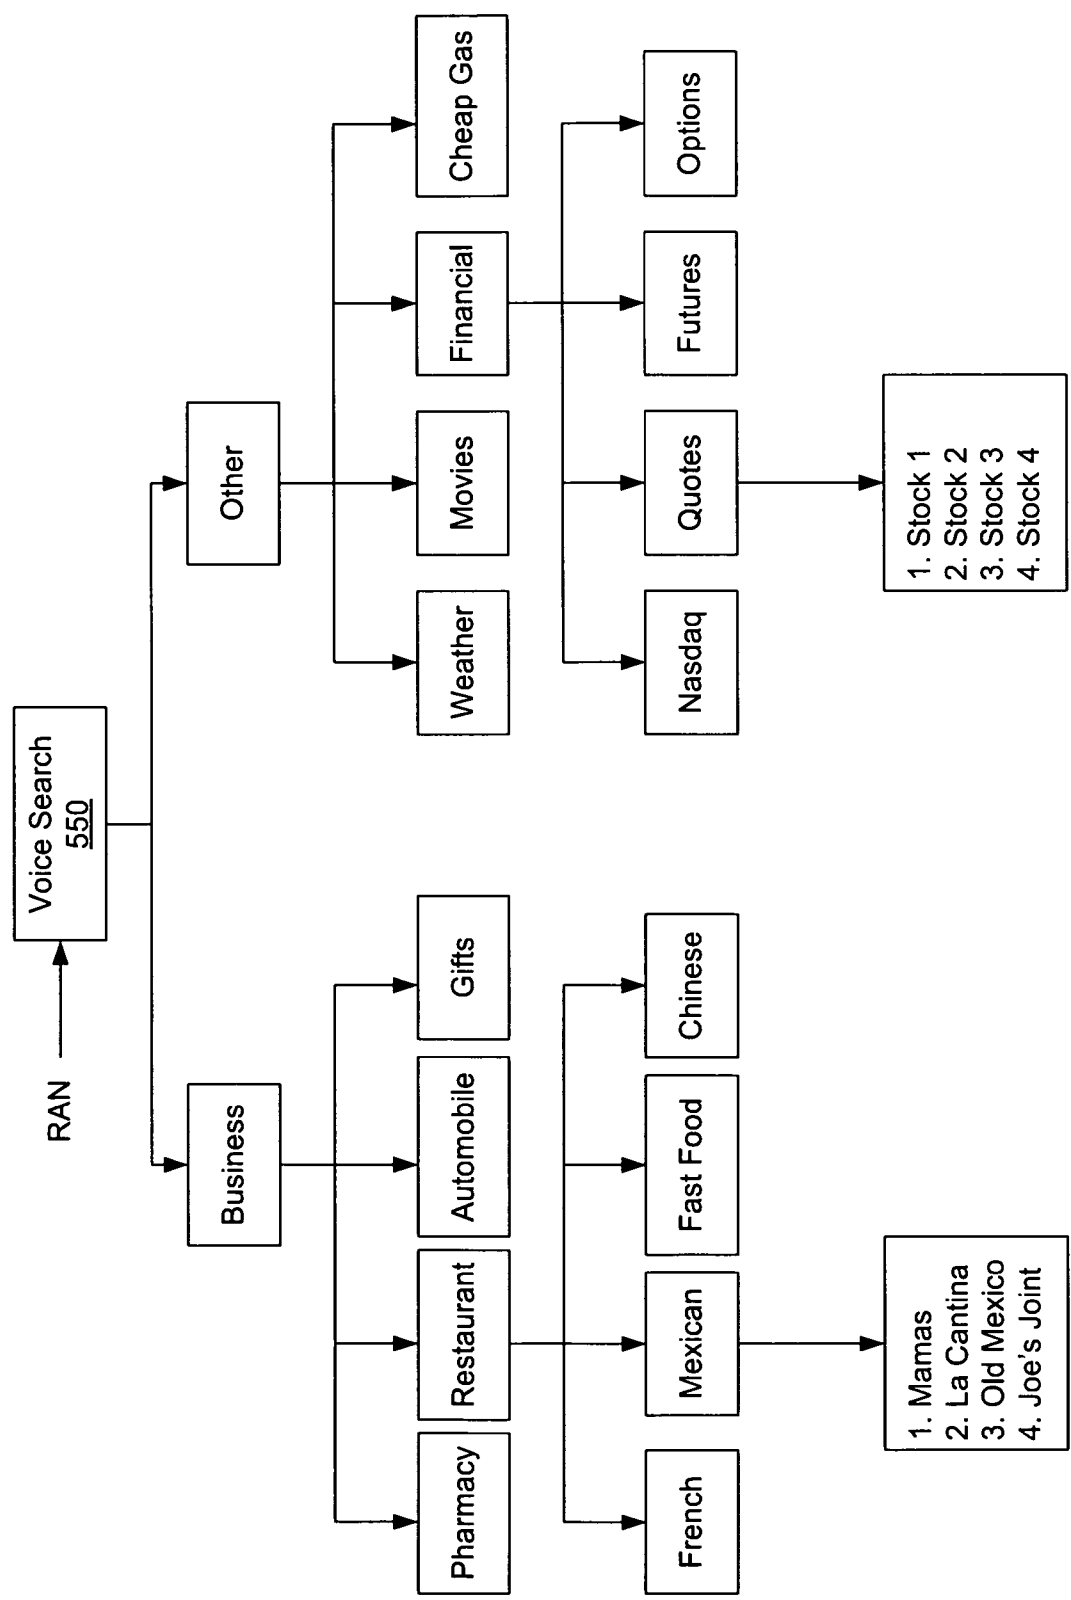 RAN
Voice Search
550
Business
Other
Pharmacy
Restaurant
Automobile
Gifts
Weather
Movies
Financial
Cheap Gas
French
Mexican
Fast Food
Chinese
Nasdaq
Quotes
Futures
Options
1. Mamas
2. La Cantina
3. Old Mexico
4. Joe's Joint
1. Stock 1
2. Stock 2
3. Stock 3
4. Stock 4